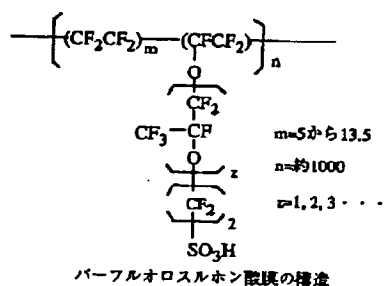 (CF₂CF₂)m—(CFCF₂) n
O
CF₂
CF₃—CF
O z
CF₂ 2
SO₃H
m=5から13.5
n=約1000
z=1, 2, 3・・・
パーフルオロスルホン酸膜の構造